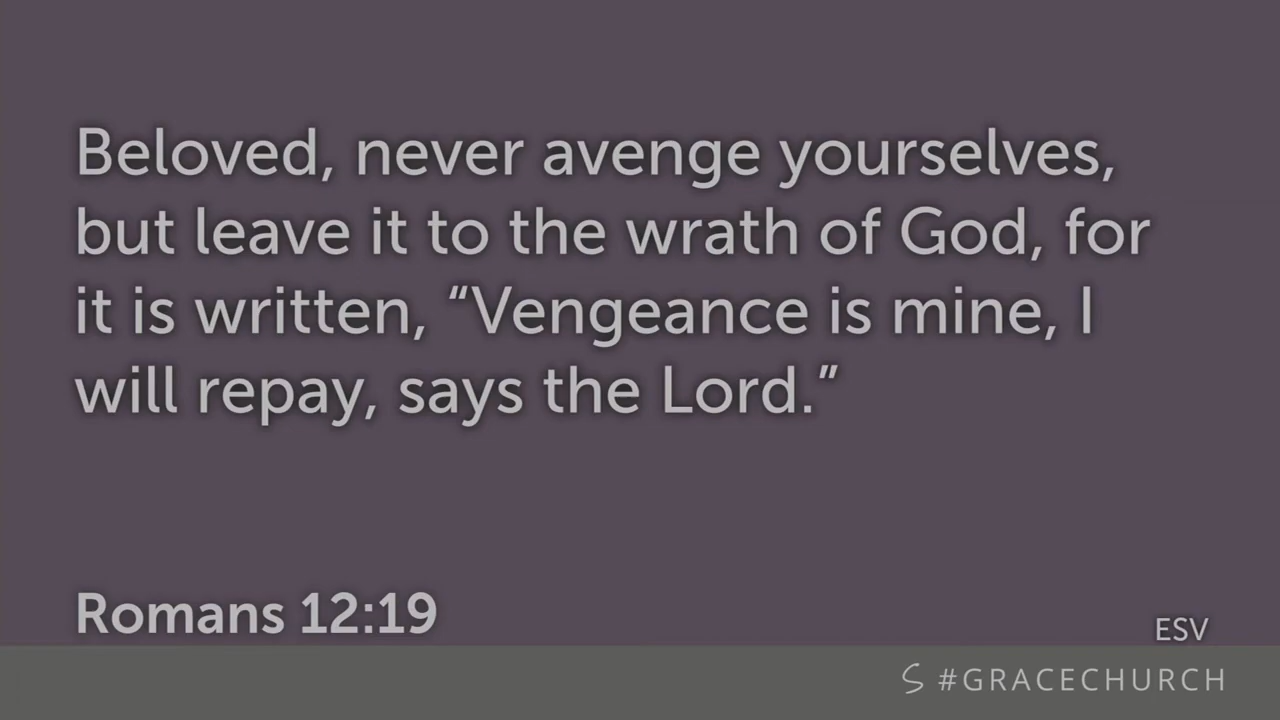 Beloved, never avenge yourselves,
but leave it to the wrath of God, for
it is written, “Vengeance is mine, I
will repay, says the Lord.”
Romans 12:19
ESV
#GRACECHURCH